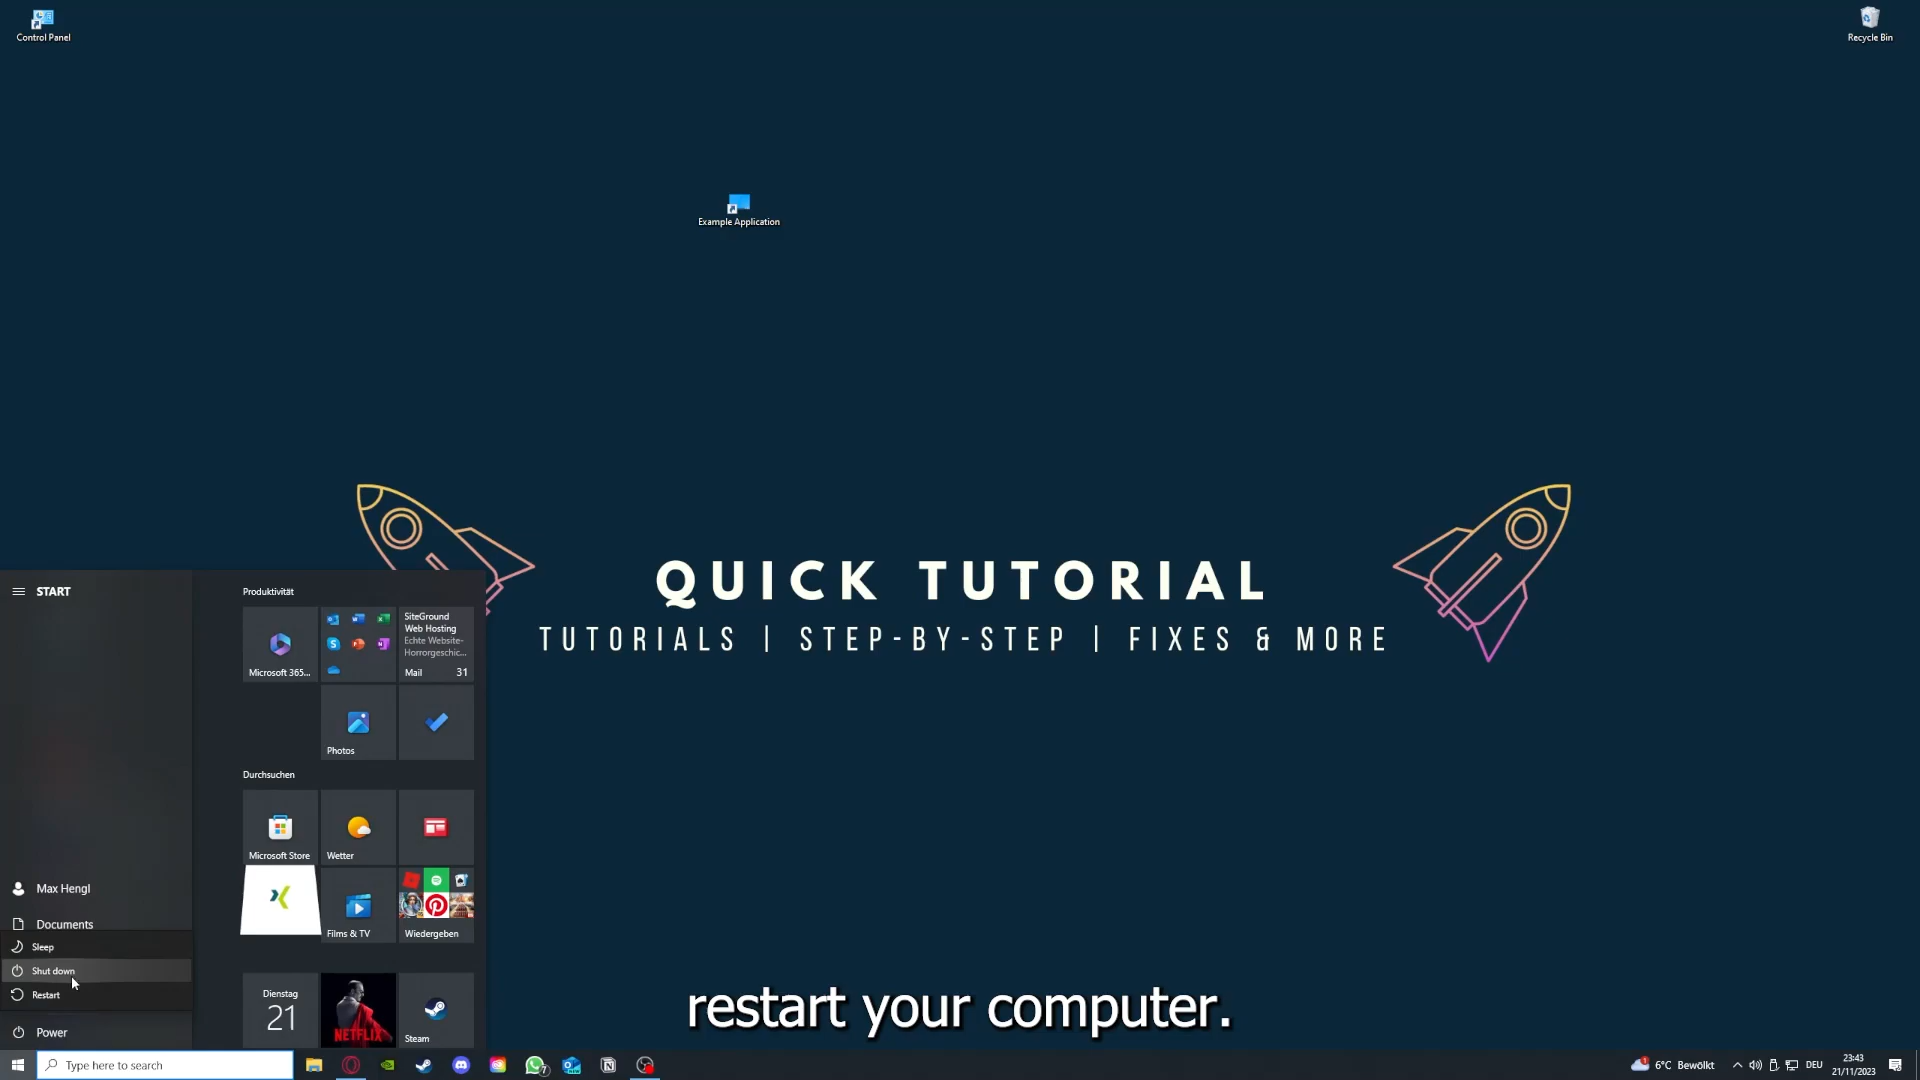 Control Panel
Recycle Bin
Example Application
QUICK TUTORIAL
TUTORIALS | STEP-BY-STEP | FIXES & MORE
START
Produktivität
SiteGround
Web Hosting
Echte Website-
Horrorgeschic...
Microsoft 365...
Mail 31
Photos
Durchsuchen
Microsoft Store
Wetter
Films & TV
Wiedergeben
Max Hengl
Documents
Sleep
Shut down
Restart
Power
Dienstag
21
NETFLIX
Steam
restart your computer.
Type here to search
7
1
6°C Bewölkt
DEU
23:43
21/11/2023